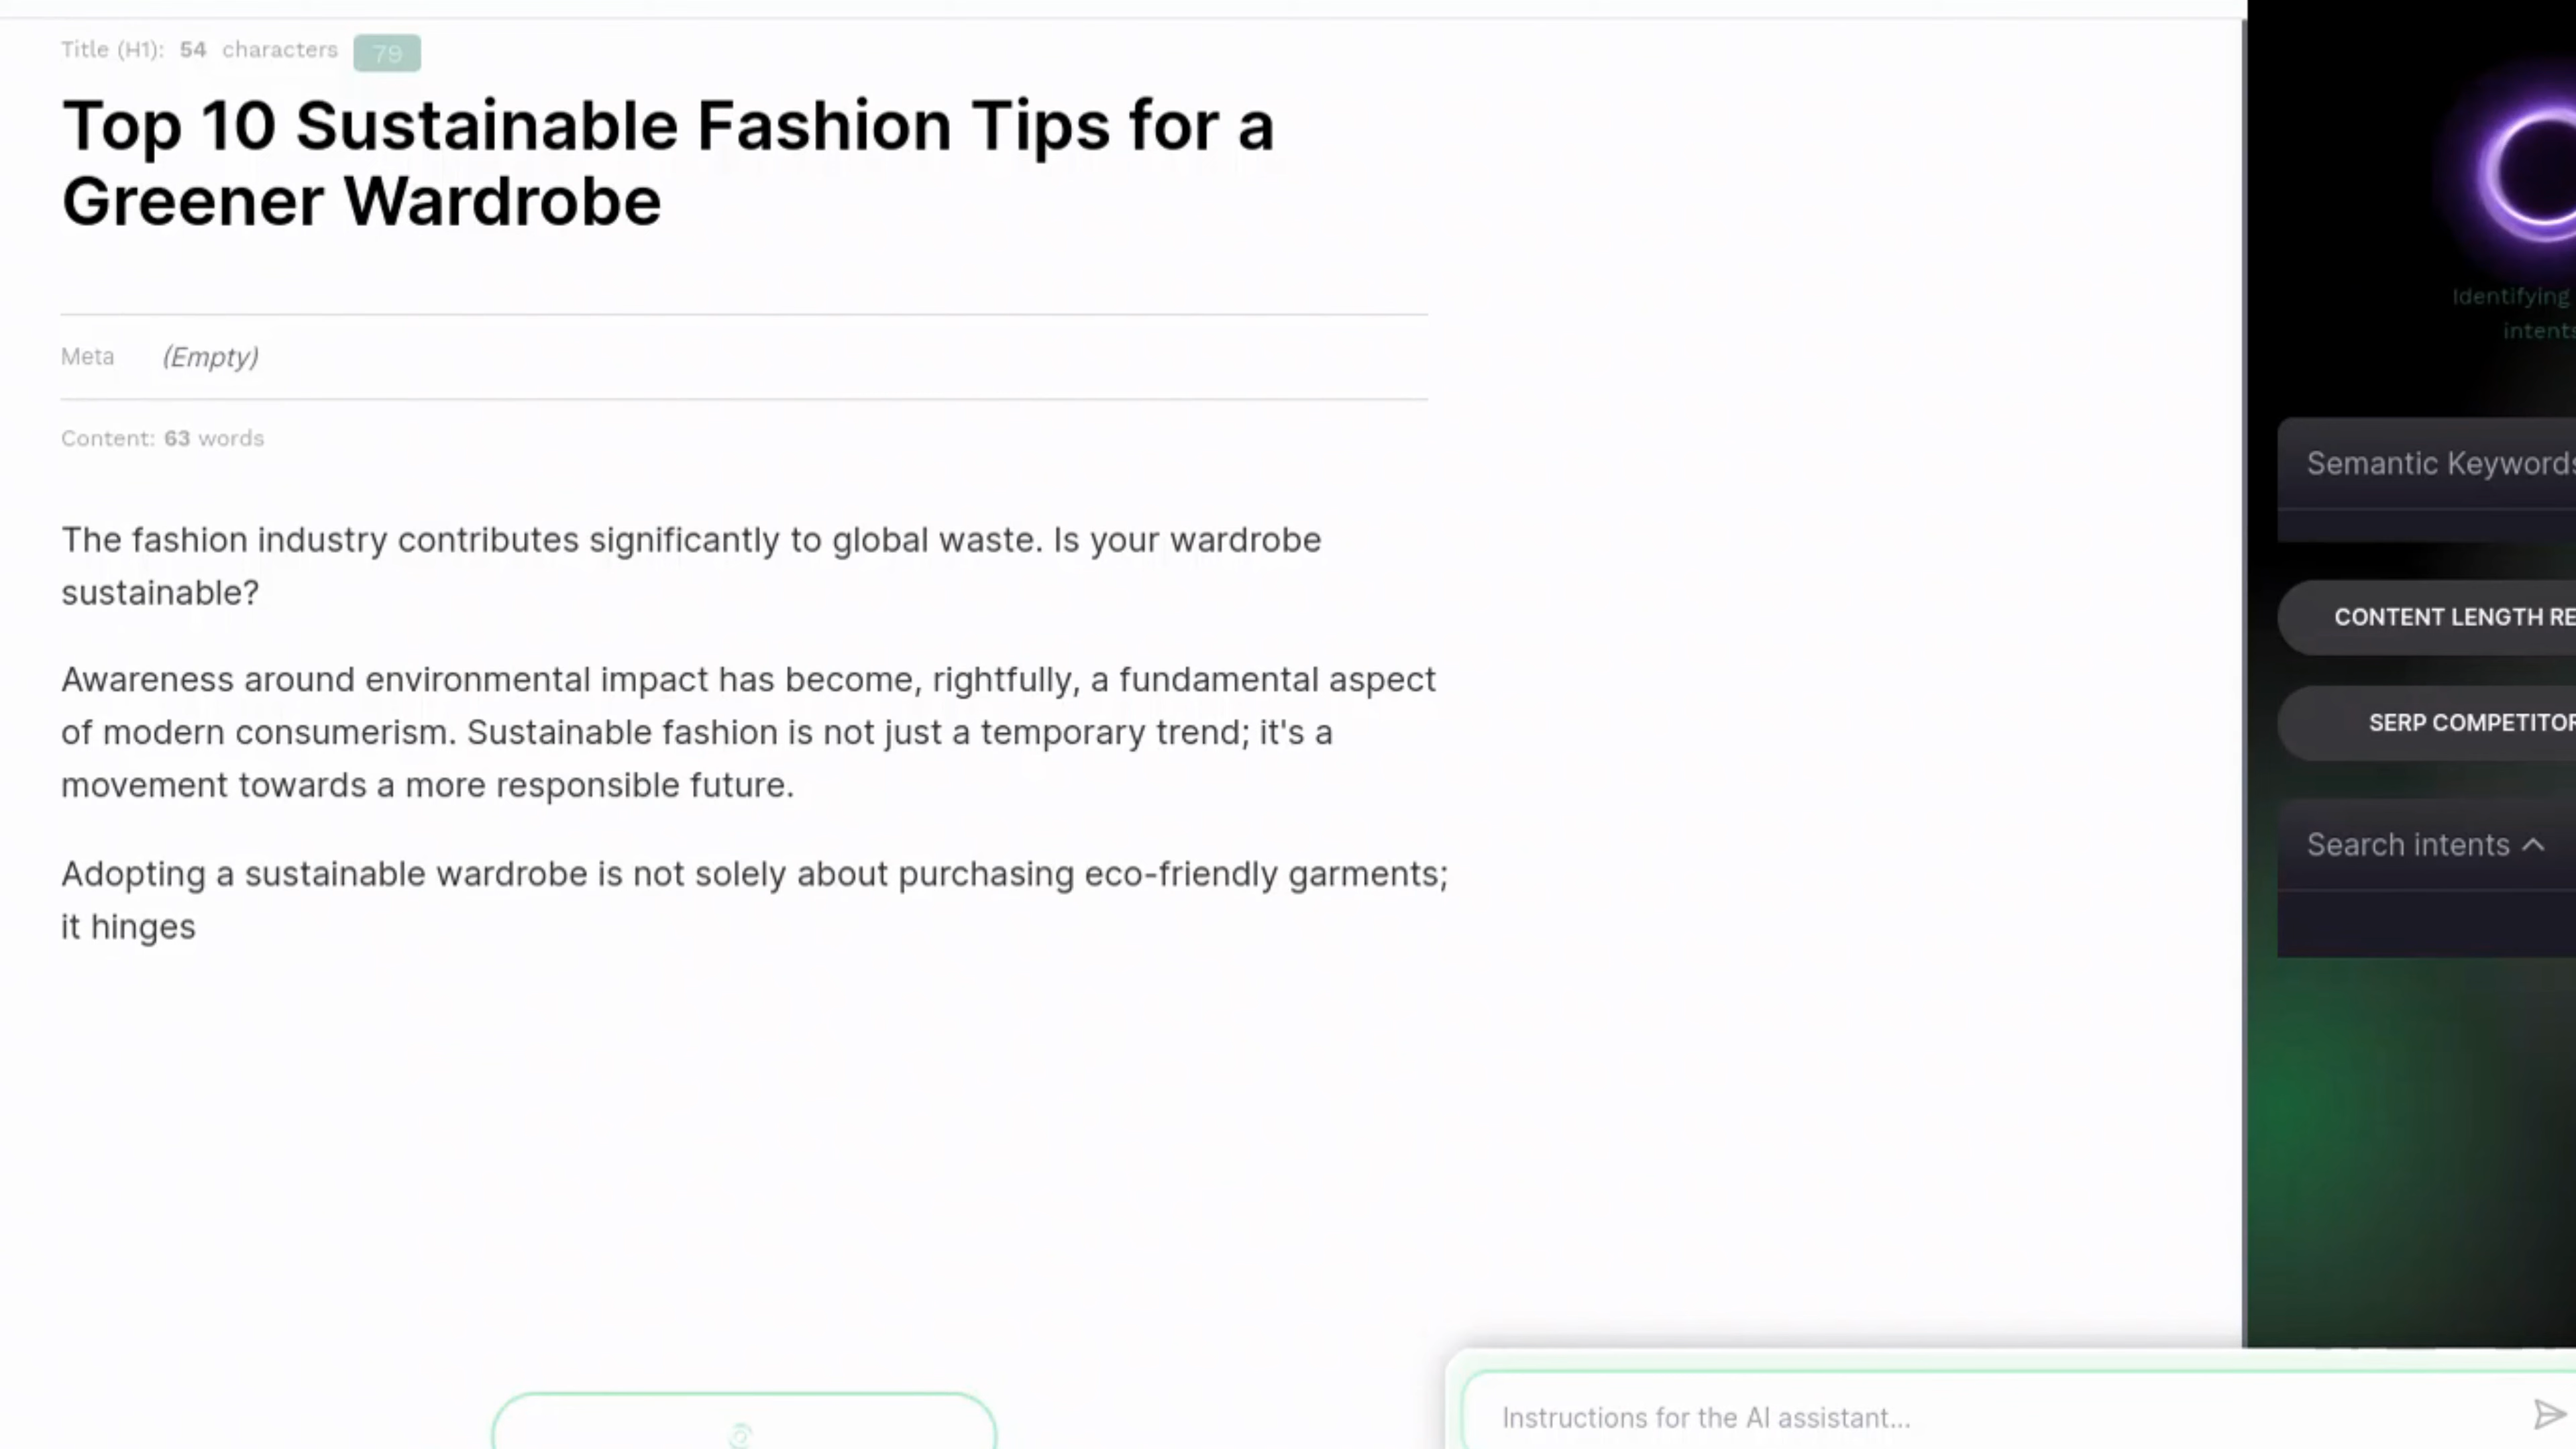 Title (H1): 54 characters 79
Top 10 Sustainable Fashion Tips for a
Greener Wardrobe
Meta (Empty)
Content: 63 words
The fashion industry contributes significantly to global waste. Is your wardrobe
sustainable?
Awareness around environmental impact has become, rightfully, a fundamental aspect
of modern consumerism. Sustainable fashion is not just a temporary trend; it's a
movement towards a more responsible future.
Adopting a sustainable wardrobe is not solely about purchasing eco-friendly garments;
it hinges
Identifying
intents
Semantic Keywords
CONTENT LENGTH RE
SERP COMPETITOR
Search intents
Instructions for the AI assistant...